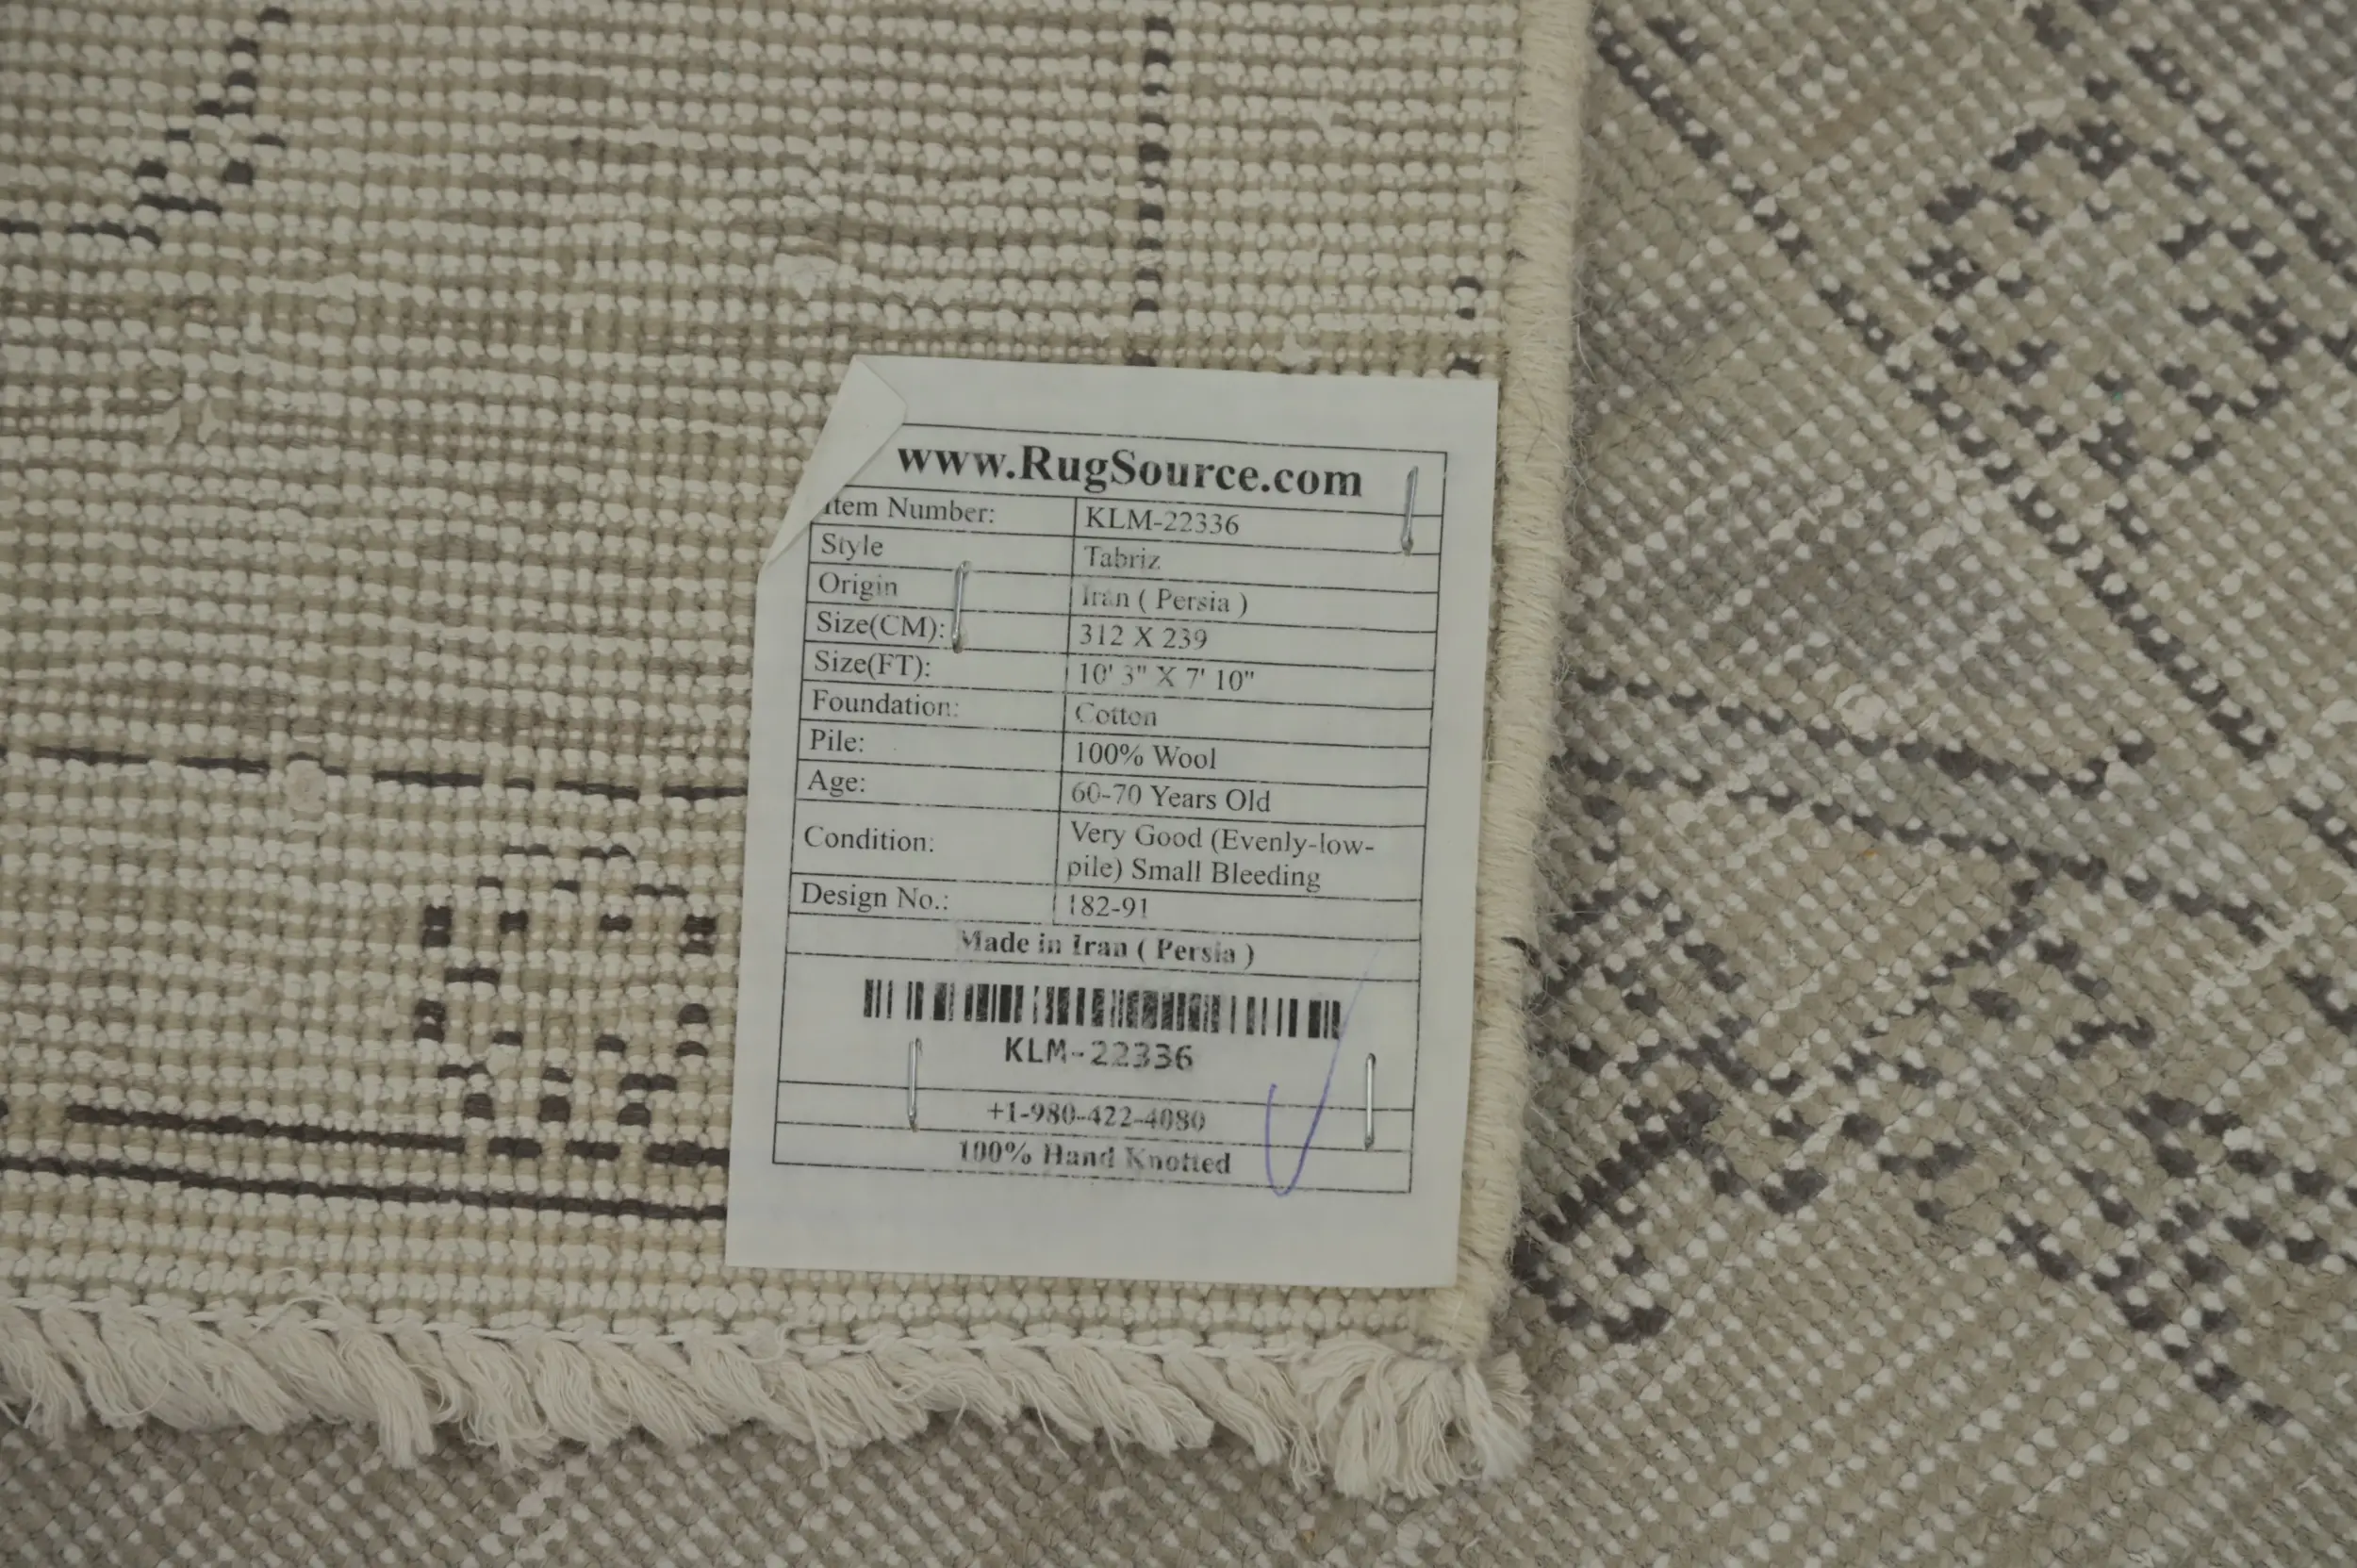 www.RugSource.com
Item Number: KLM-22336
Style Tabriz
Origin Iran ( Persia )
Size(CM): 312 X 239
Size(FT): 10' 3" X 7' 10"
Foundation: Cotton
Pile: 100% Wool
Age: 60-70 Years Old
Condition: Very Good (Evenly-low-
pile) Small Bleeding
Design No.: 182-91
Made in Iran ( Persia )
KLM-22336
+1-980-422-4080
100% Hand Knotted